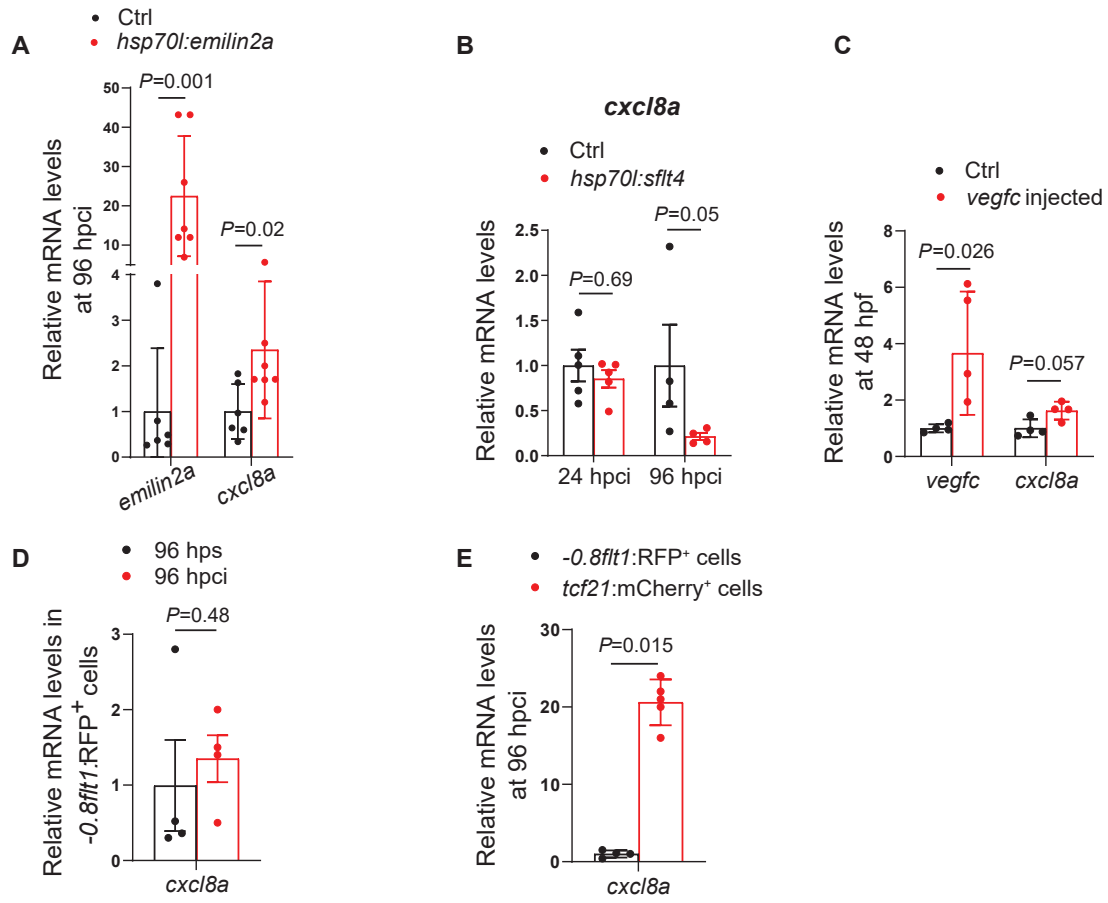 A
Ctrl
hsp70l:emilin2a
P=0.001
P=0.02
Relative mRNA levels
at 96 hpci
50
40
30
20
10
4
3
2
1
0
emilin2a
cxcl8a
B
cxcl8a
Ctrl
hsp70l:sflt4
P=0.69
P=0.05
Relative mRNA levels
2.5
2.0
1.5
1.0
0.5
0.0
24 hpci
96 hpci
C
Ctrl
vegfc injected
P=0.026
P=0.057
Relative mRNA levels
at 48 hpf
8
6
4
2
0
vegfc
cxcl8a
D
96 hps
96 hpci
P=0.48
Relative mRNA levels in
-0.8flt1:RFP⁺ cells
3
2
1
0
cxcl8a
E
-0.8flt1:RFP⁺ cells
tcf21:mCherry⁺ cells
P=0.015
Relative mRNA levels
at 96 hpci
30
20
10
0
cxcl8a